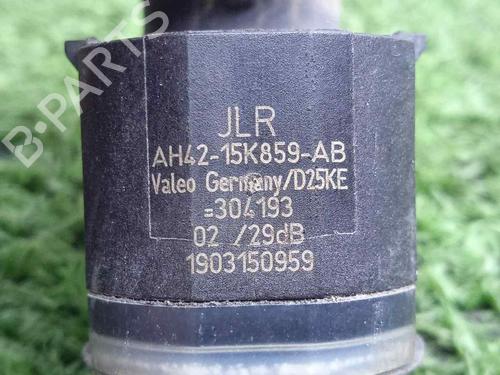 JLR
AH42-15K859-AB
Valeo Germany/D25KE
=304193
02 /29dB
1903150959
B-PARTS